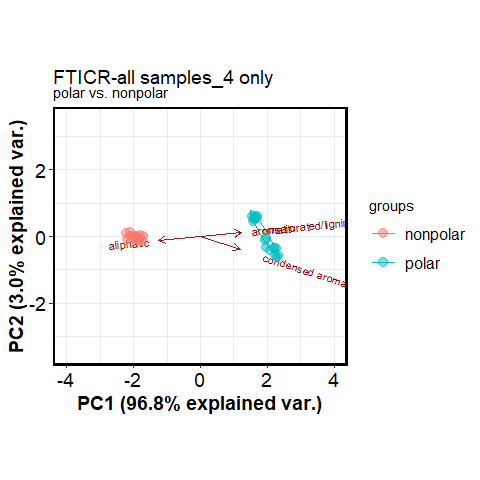 FTICR-all samples_4 only
polar vs. nonpolar
PC2 (3.0% explained var.)
2
0
-2
aliphatic
condensed aroma
groups
nonpolar
polar
-4
-2
0
2
4
PC1 (96.8% explained var.)